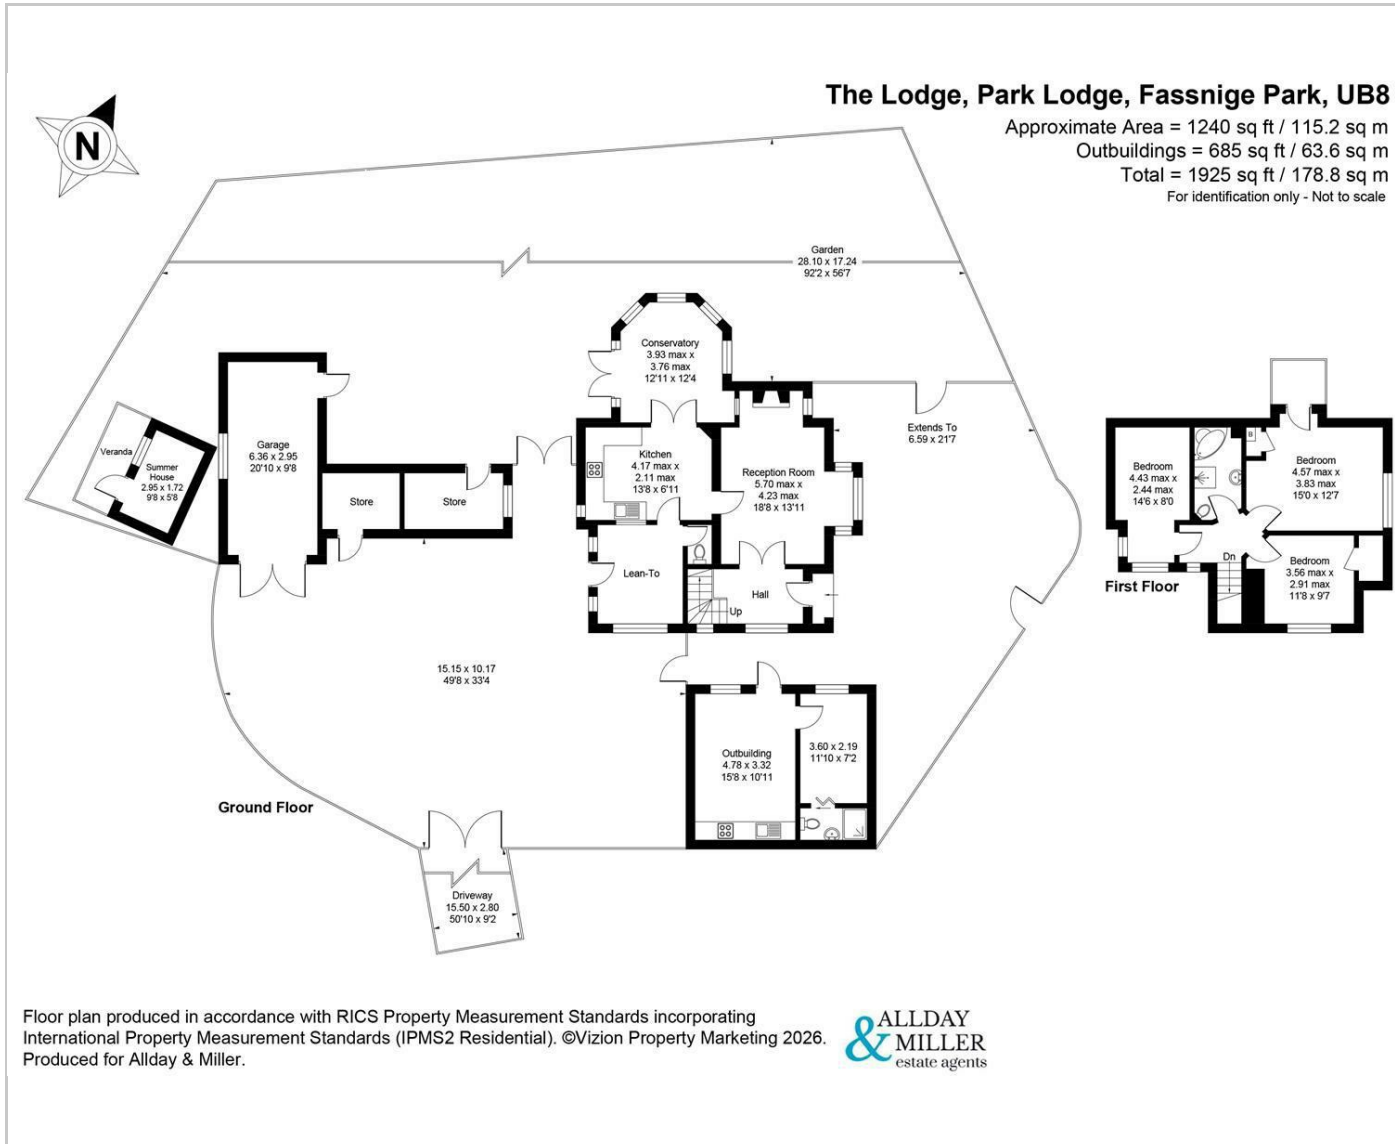 The Lodge, Park Lodge, Fassnige Park, UB8
Approximate Area = 1240 sq ft / 115.2 sq m
Outbuildings = 685 sq ft / 63.6 sq m
Total = 1925 sq ft / 178.8 sq m
For identification only - Not to scale
N
Garden
28.10 x 17.24
92'2 x 56'7
Conservatory
3.93 max x
3.76 max
12'11 x 12'4
Extends To
6.59 x 21'7
Garage
6.36 x 2.95
20'10 x 9'8
Veranda
Summer
House
2.95 x 1.72
9'8 x 5'8
Store
Store
Kitchen
4.17 max x
2.11 max
13'8 x 6'11
Reception Room
5.70 max x
4.23 max
18'8 x 13'11
Lean-To
Hall
Up
15.15 x 10.17
49'8 x 33'4
Outbuilding
4.78 x 3.32
15'8 x 10'11
3.60 x 2.19
11'10 x 7'2
Ground Floor
Driveway
15.50 x 2.80
50'10 x 9'2
B
Bedroom
4.43 max x
2.44 max
14'6 x 8'0
Bedroom
4.57 max x
3.83 max
15'0 x 12'7
Dn
Bedroom
3.56 max x
2.91 max
11'8 x 9'7
First Floor
Floor plan produced in accordance with RICS Property Measurement Standards incorporating
International Property Measurement Standards (IPMS2 Residential). ©Vizion Property Marketing 2026.
Produced for Allday & Miller.
ALLDAY
& MILLER
estate agents